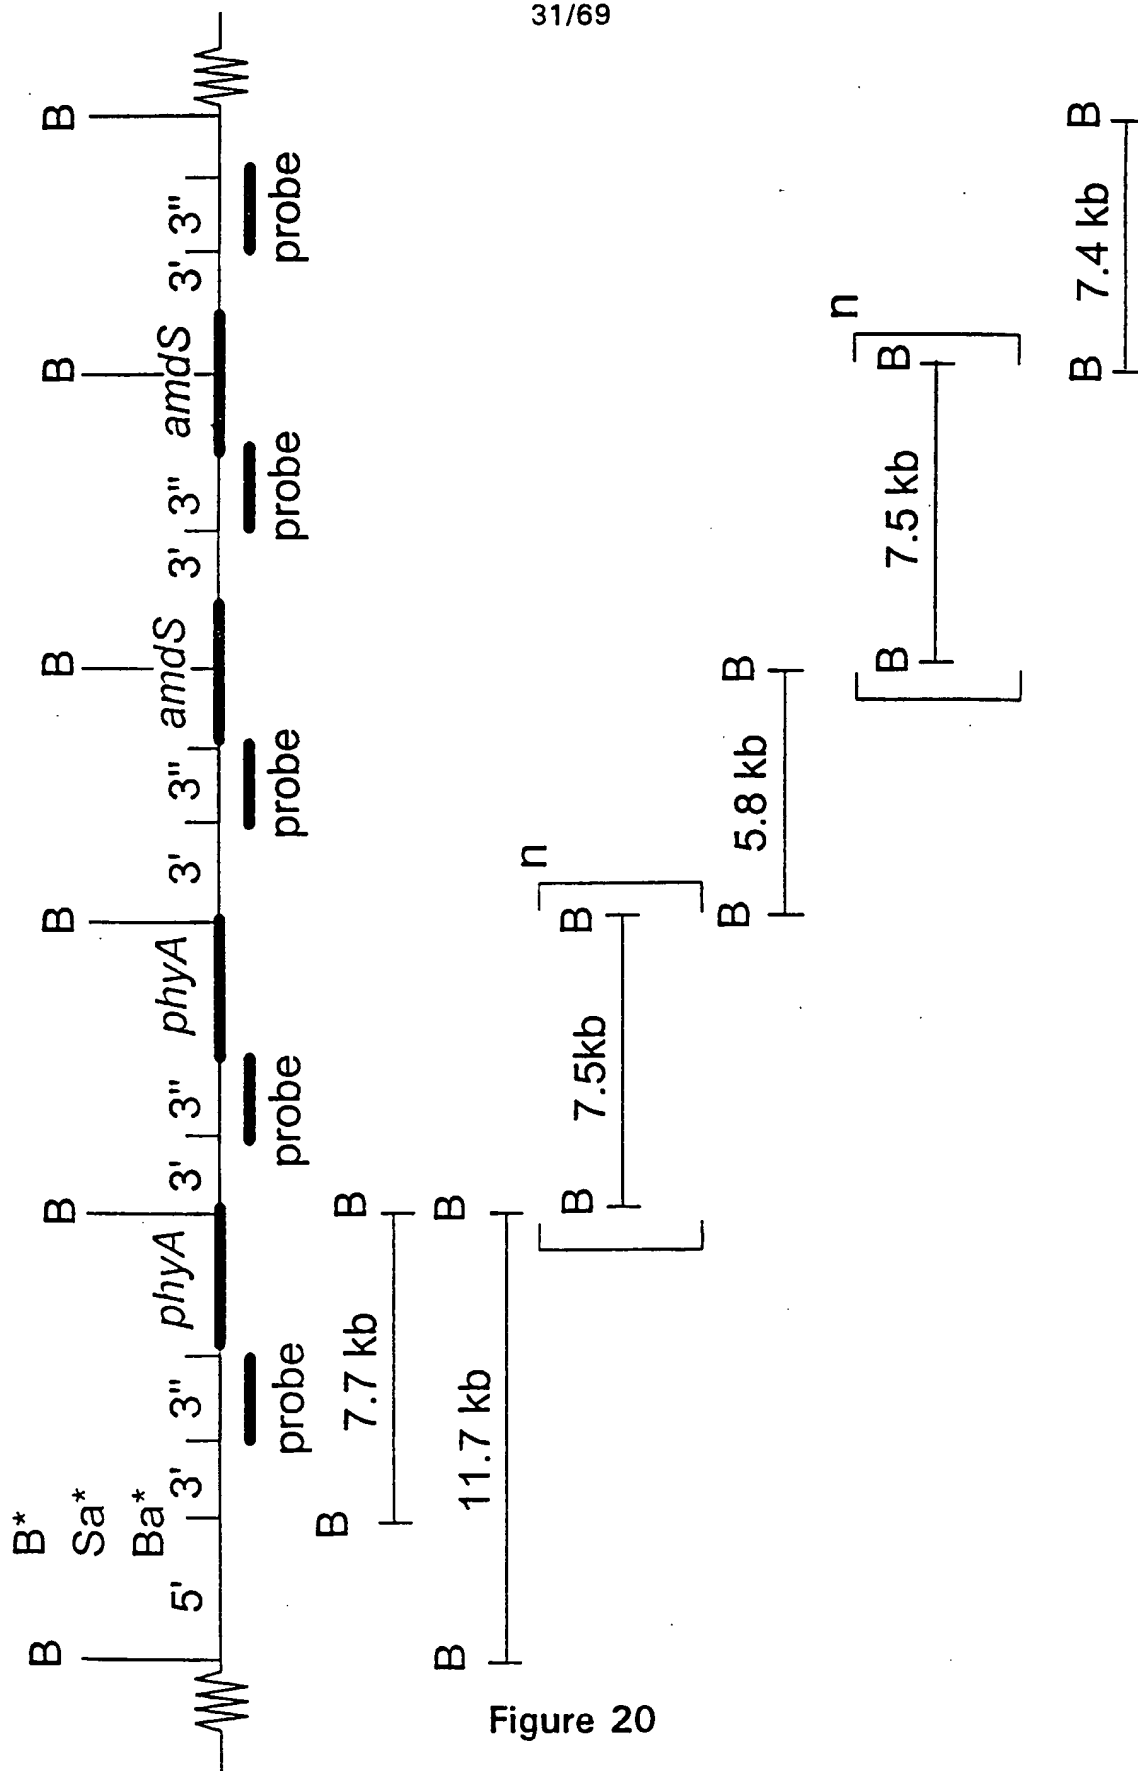 31/69
B B* B B B B B
Sa*
Ba*
5' 3' 3" phyA 3' 3" phyA 3' 3" amdS 3' 3" amdS 3' 3"
probe probe probe probe probe
B 7.7 kb B
B 11.7 kb B
B 7.5kb B n
B 5.8 kb B
B 7.5 kb B n
B 7.4 kb B
Figure 20